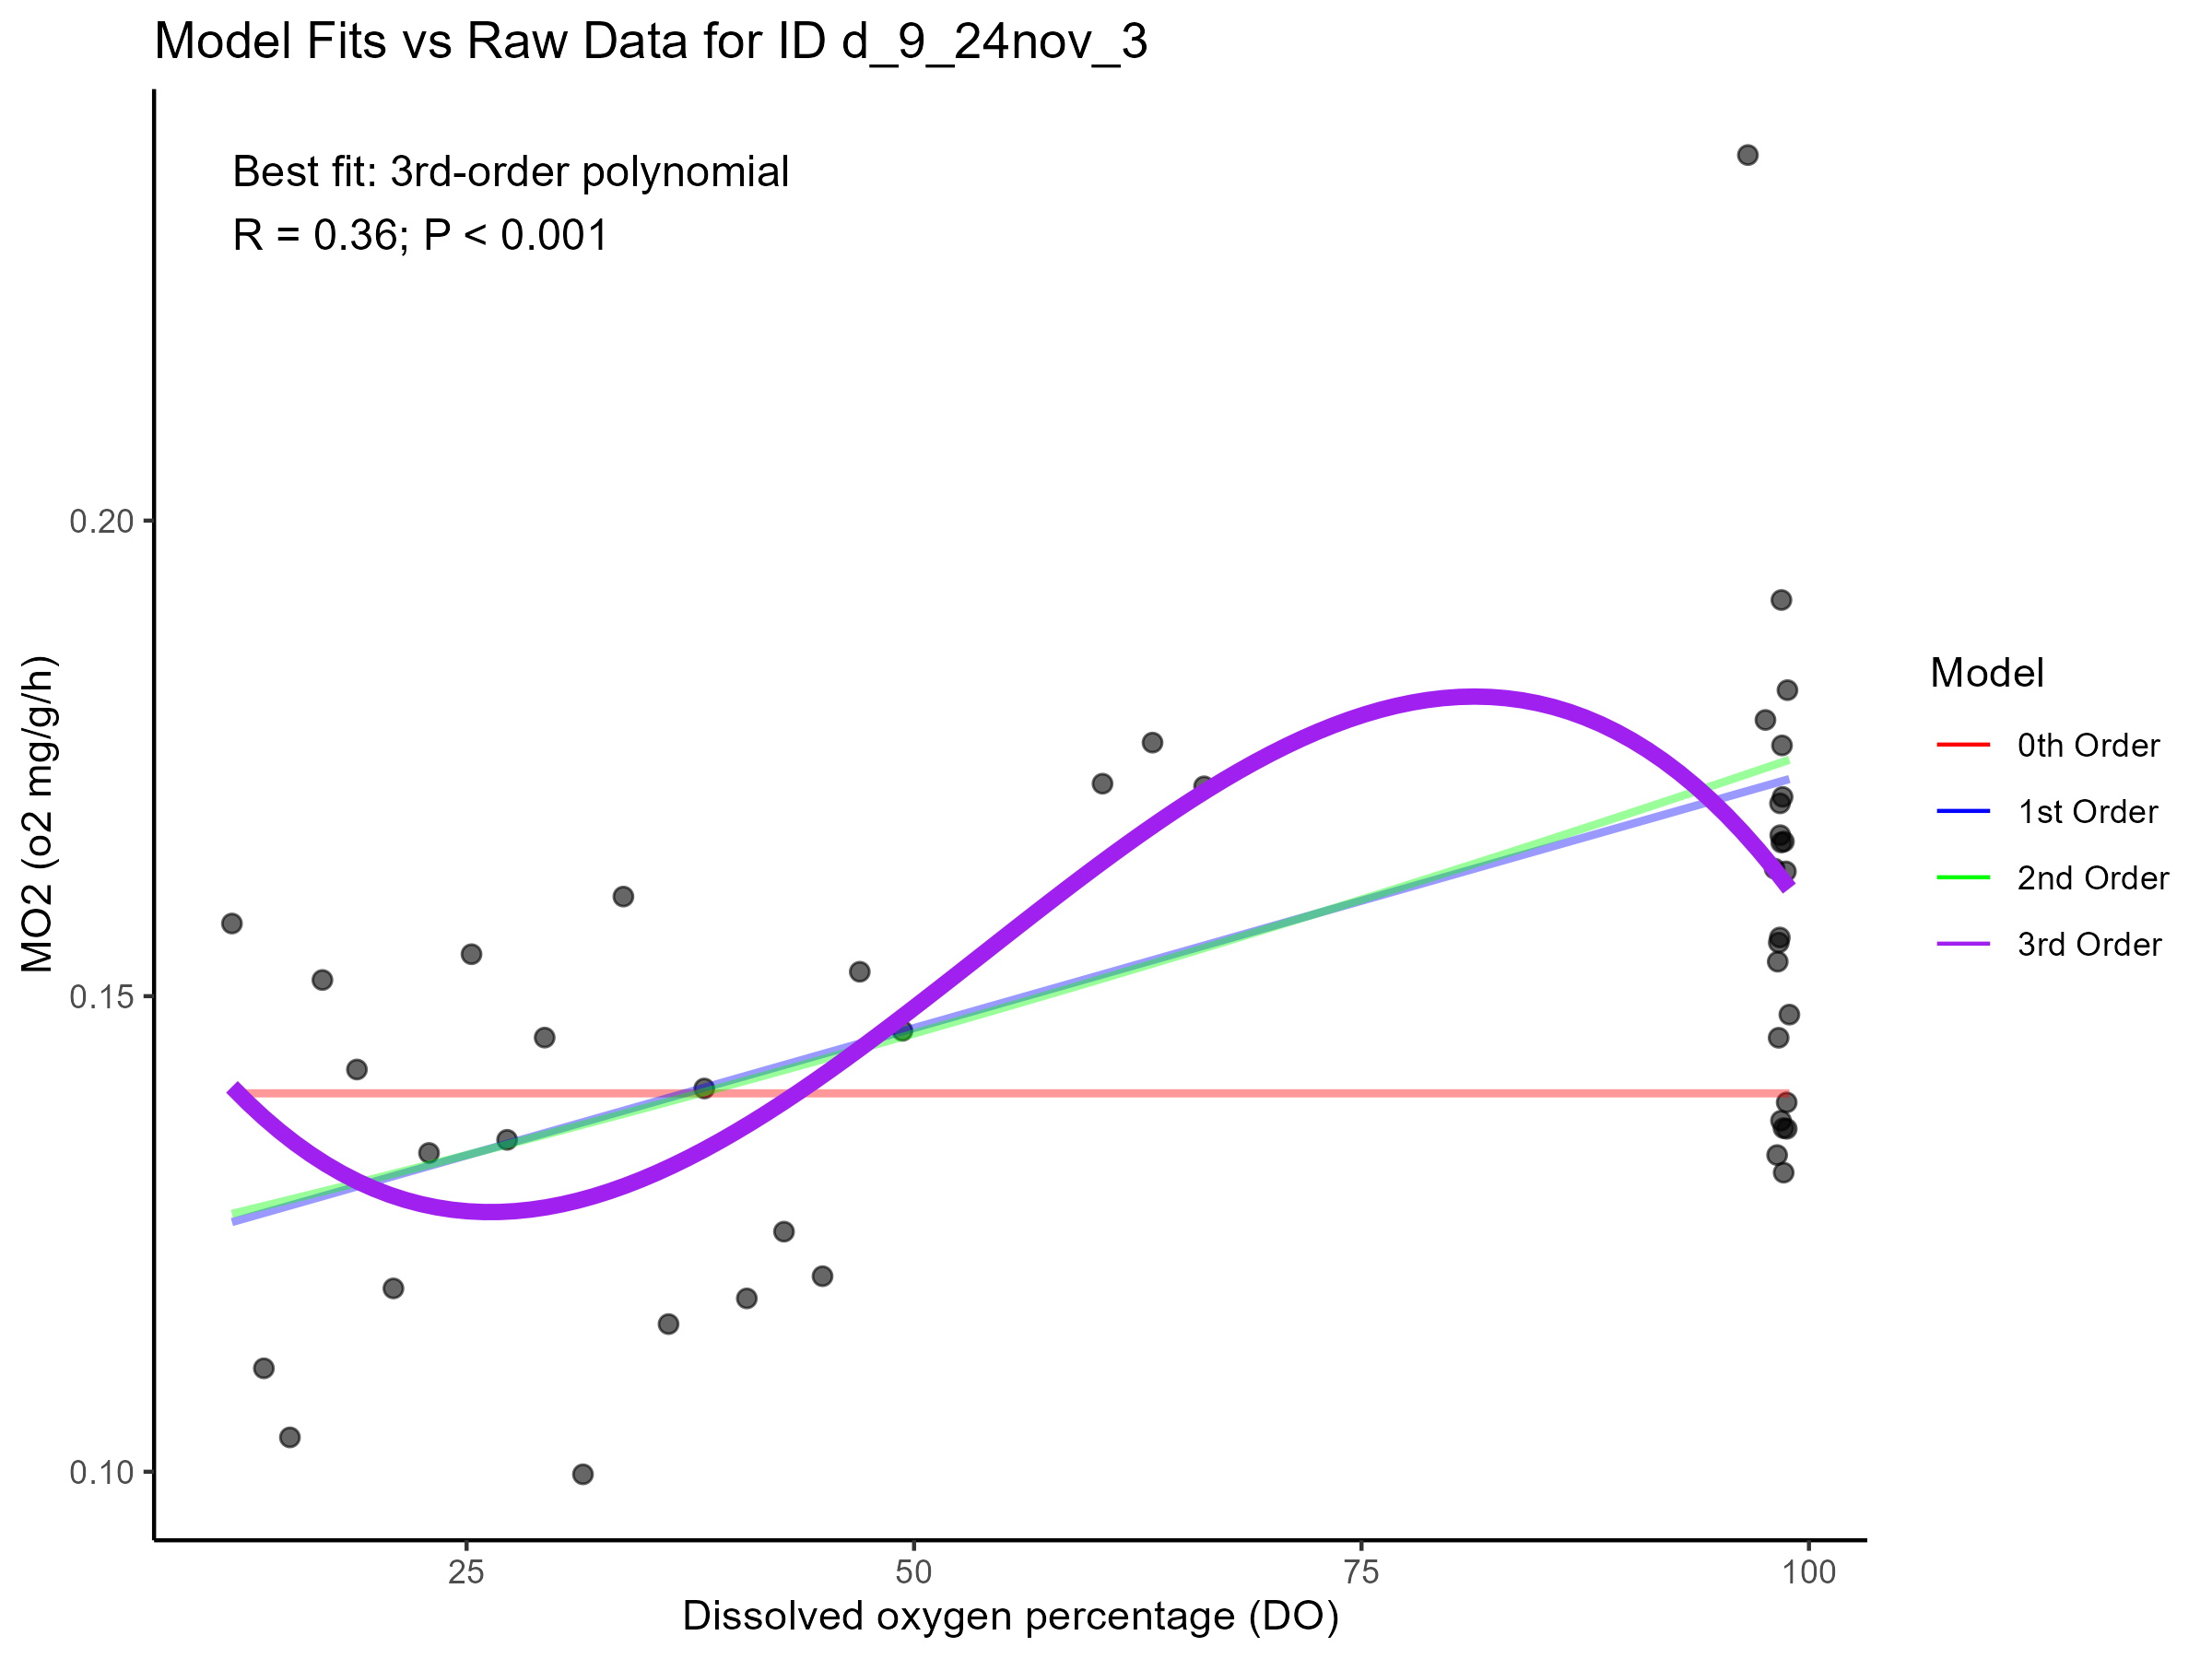 Model Fits vs Raw Data for ID d_9_24nov_3
Best fit: 3rd-order polynomial
R = 0.36; P < 0.001
MO2 (o2 mg/g/h)
0.20
0.15
0.10
25
50
75
100
Dissolved oxygen percentage (DO)
Model
0th Order
1st Order
2nd Order
3rd Order